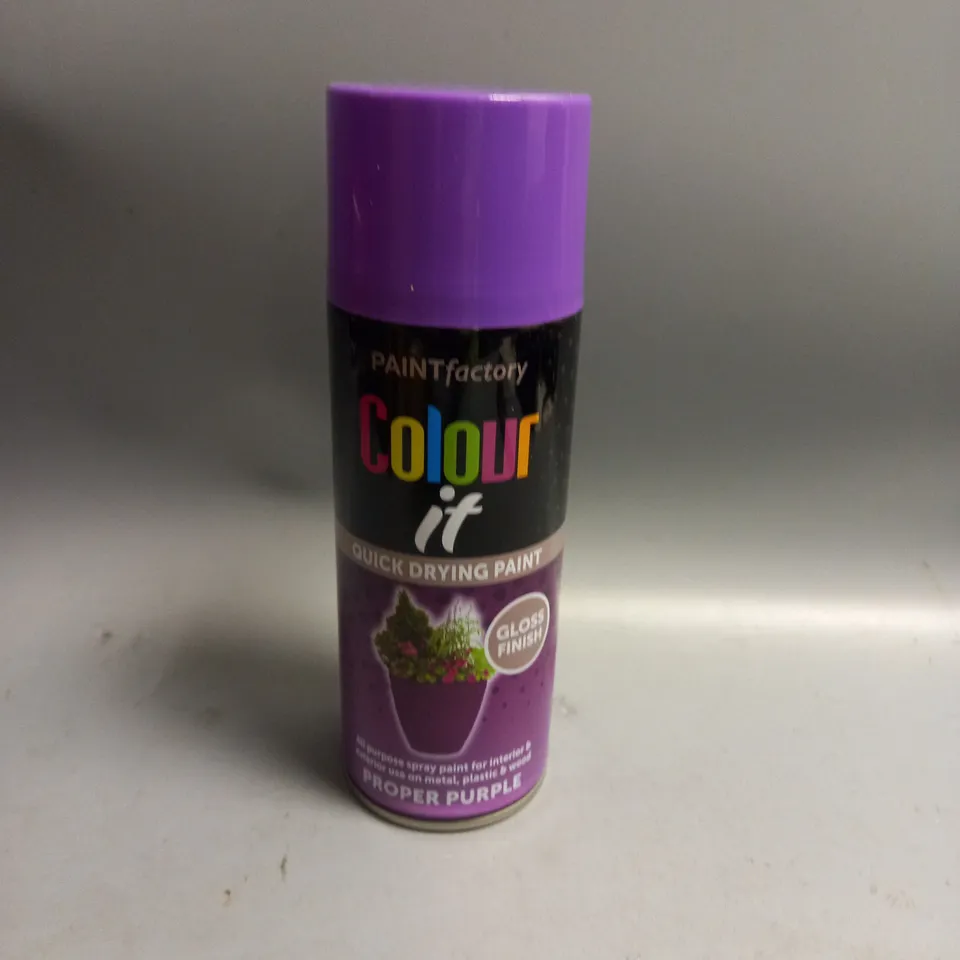 PAINTfactory
Colour
it
QUICK DRYING PAINT
GLOSS
FINISH
All purpose spray paint for interior &
exterior use on metal, plastic & wood
PROPER PURPLE